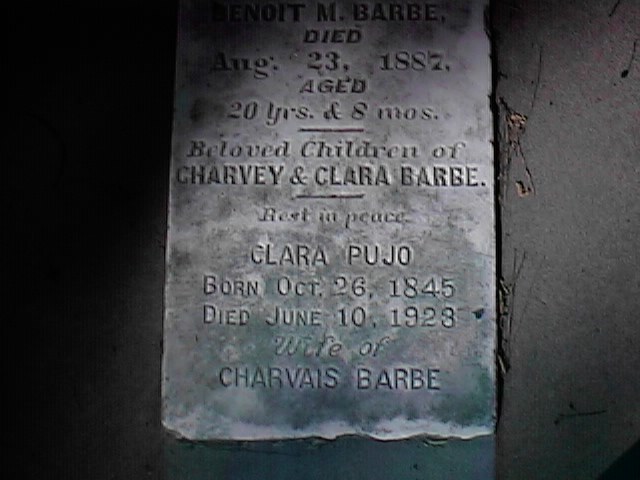 BENOIT M. BARBE,
DIED
Aug. 23, 1887,
AGED
20 yrs. & 8 mos.
Beloved Children of
CHARVEY & CLARA BARBE.
Rest in peace
CLARA PUJO
BORN OCT. 26, 1845
DIED JUNE 10, 1923
Wife of
CHARVAIS BARBE